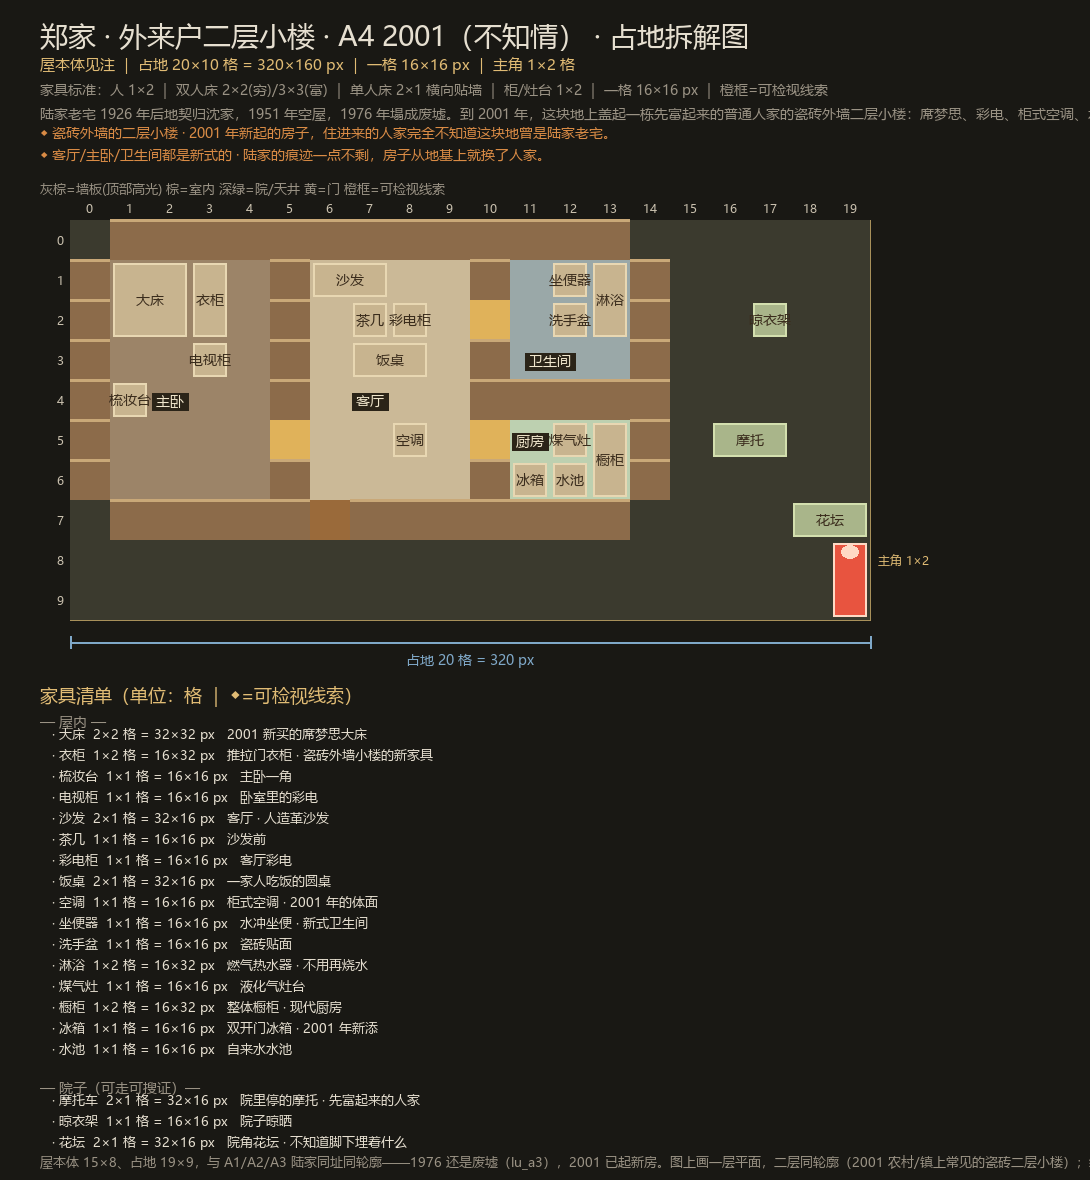 郑家 · 外来户二层小楼 · A4 2001（不知情） · 占地拆解图
屋本体见注 | 占地 20×10 格 = 320×160 px | 一格 16×16 px | 主角 1×2 格
家具标准：人 1×2 | 双人床 2×2(穷)/3×3(富) | 单人床 2×1 横向贴墙 | 柜/灶台 1×2 | 一格 16×16 px | 橙框=可检视线索
陆家老宅 1926 年后地契归沈家，1951 年空屋，1976 年塌成废墟。到 2001 年，这块地上盖起一栋先富起来的普通人家的瓷砖外墙二层小楼：席梦思、彩电、柜式空调、
◆ 瓷砖外墙的二层小楼 · 2001 年新起的房子，住进来的人家完全不知道这块地曾是陆家老宅。
◆ 客厅/主卧/卫生间都是新式的 · 陆家的痕迹一点不剩，房子从地基上就换了人家。
灰棕=墙板(顶部高光) 棕=室内 深绿=院/天井 黄=门 橙框=可检视线索
0 1 2 3 4 5 6 7 8 9 10 11 12 13 14 15 16 17 18 19
0
1 沙发 坐便器
大床 衣柜 淋浴
2 茶几 彩电柜 洗手盆 晾衣架
3 电视柜 饭桌 卫生间
4 梳妆台 主卧 客厅
5 空调 厨房 煤气灶 摩托
橱柜
6 冰箱 水池
7 花坛
8 主角 1×2
9
占地 20 格 = 320 px
家具清单（单位：格 | ◆=可检视线索）
— 屋内 —
· 大床 2×2 格 = 32×32 px 2001 新买的席梦思大床
· 衣柜 1×2 格 = 16×32 px 推拉门衣柜 · 瓷砖外墙小楼的新家具
· 梳妆台 1×1 格 = 16×16 px 主卧一角
· 电视柜 1×1 格 = 16×16 px 卧室里的彩电
· 沙发 2×1 格 = 32×16 px 客厅 · 人造革沙发
· 茶几 1×1 格 = 16×16 px 沙发前
· 彩电柜 1×1 格 = 16×16 px 客厅彩电
· 饭桌 2×1 格 = 32×16 px 一家人吃饭的圆桌
· 空调 1×1 格 = 16×16 px 柜式空调 · 2001 年的体面
· 坐便器 1×1 格 = 16×16 px 水冲坐便 · 新式卫生间
· 洗手盆 1×1 格 = 16×16 px 瓷砖贴面
· 淋浴 1×2 格 = 16×32 px 燃气热水器 · 不用再烧水
· 煤气灶 1×1 格 = 16×16 px 液化气灶台
· 橱柜 1×2 格 = 16×32 px 整体橱柜 · 现代厨房
· 冰箱 1×1 格 = 16×16 px 双开门冰箱 · 2001 年新添
· 水池 1×1 格 = 16×16 px 自来水水池
— 院子（可走可搜证）—
· 摩托车 2×1 格 = 32×16 px 院里停的摩托 · 先富起来的人家
· 晾衣架 1×1 格 = 16×16 px 院子晾晒
· 花坛 2×1 格 = 32×16 px 院角花坛 · 不知道脚下埋着什么
屋本体 15×8、占地 19×9，与 A1/A2/A3 陆家同址同轮廓——1976 还是废墟（lu_a3），2001 已起新房。图上画一层平面，二层同轮廓（2001 农村/镇上常见的瓷砖二层小楼）；